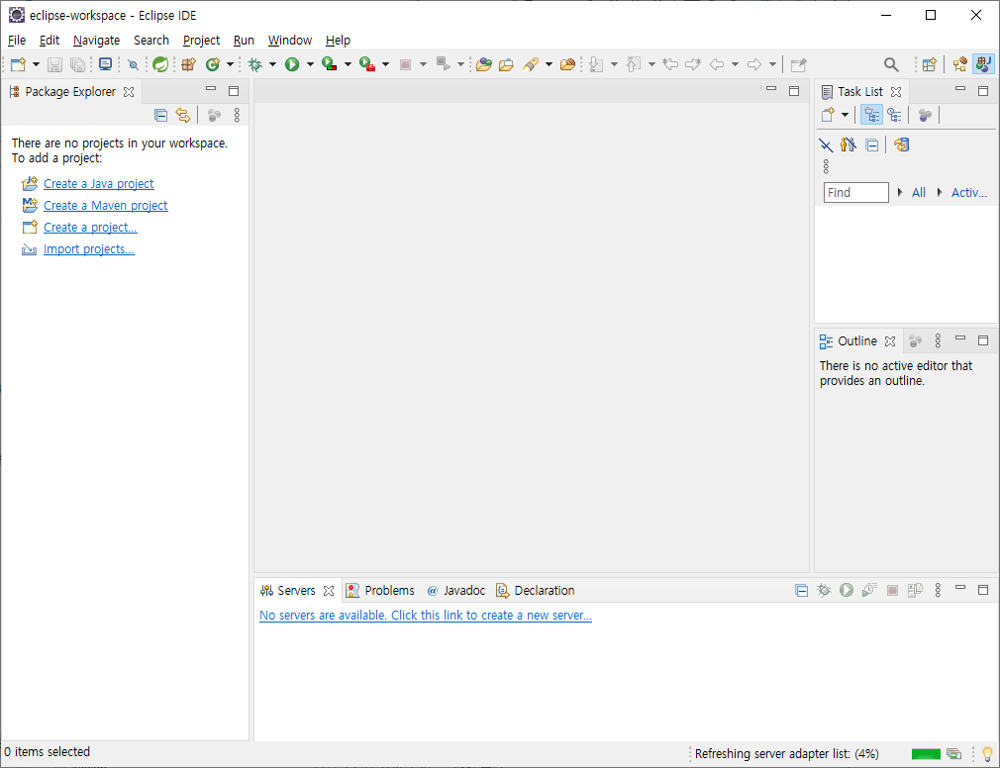 eclipse-workspace - Eclipse IDE
File Edit Navigate Search Project Run Window Help
Package Explorer
There are no projects in your workspace.
To add a project:
Create a Java project
Create a Maven project
Create a project...
Import projects...
Task List
Find All Activ...
Outline
There is no active editor that
provides an outline.
Servers Problems @ Javadoc Declaration
No servers are available. Click this link to create a new server...
0 items selected
Refreshing server adapter list: (4%)